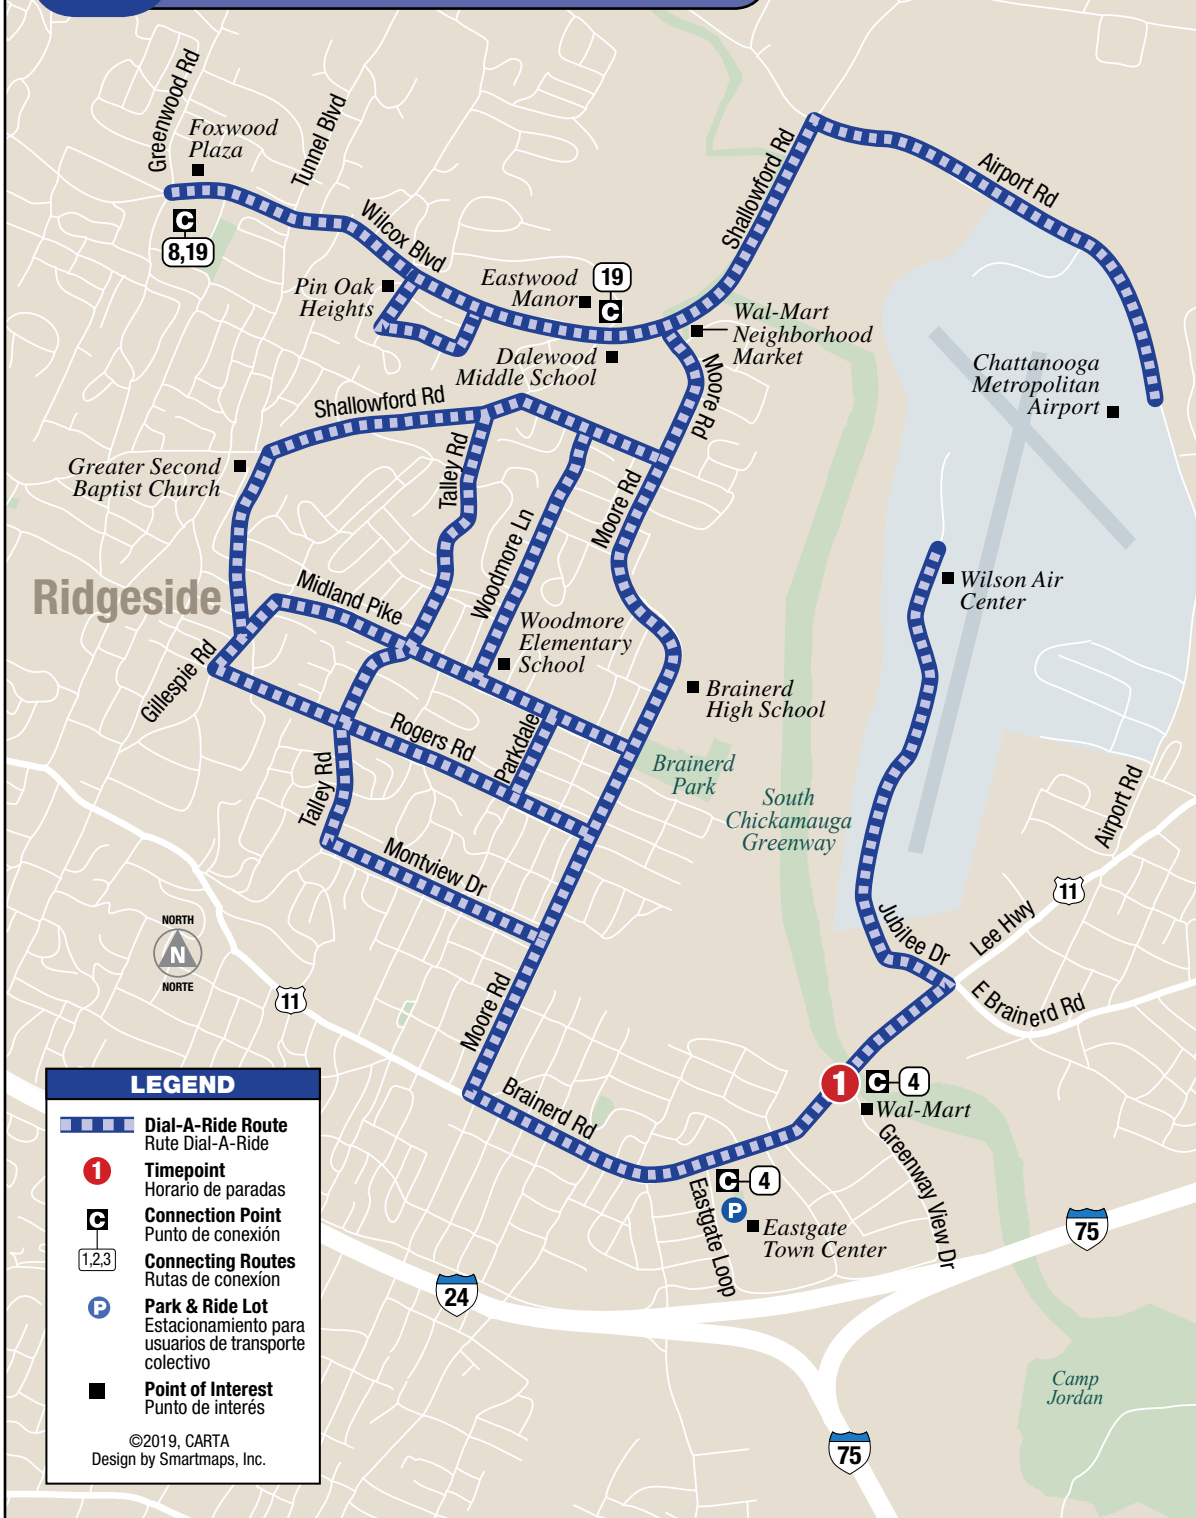 Greenwood Rd
Foxwood
Plaza
Tunnel Blvd
C
8,19
Wilcox Blvd
Pin Oak
Heights
Eastwood
Manor
19
C
Dalewood
Middle School
Shallowford Rd
Airport Rd
Wal-Mart
Neighborhood
Market
Moore Rd
Chattanooga
Metropolitan
Airport
Shallowford Rd
Greater Second
Baptist Church
Talley Rd
Woodmore Ln
Moore Rd
Ridgeside
Midland Pike
Wilson Air
Center
Woodmore
Elementary
School
Gillespie Rd
Brainerd
High School
Rogers Rd
Parkdale
Talley Rd
Brainerd
Park
South
Chickamauga
Greenway
Airport Rd
Montview Dr
11
Jubilee Dr
Lee Hwy
E Brainerd Rd
NORTH
N
NORTE
11
Moore Rd
Brainerd Rd
1
C
4
Wal-Mart
Greenway View Dr
C
4
P
Eastgate
Town Center
Eastgate Loop
75
24
75
Camp
Jordan
LEGEND
Dial-A-Ride Route
Rute Dial-A-Ride
1
Timepoint
Horario de paradas
C
Connection Point
Punto de conexión
1,2,3
Connecting Routes
Rutas de conexíon
P
Park & Ride Lot
Estacionamiento para
usuarios de transporte
colectivo
Point of Interest
Punto de interés
©2019, CARTA
Design by Smartmaps, Inc.